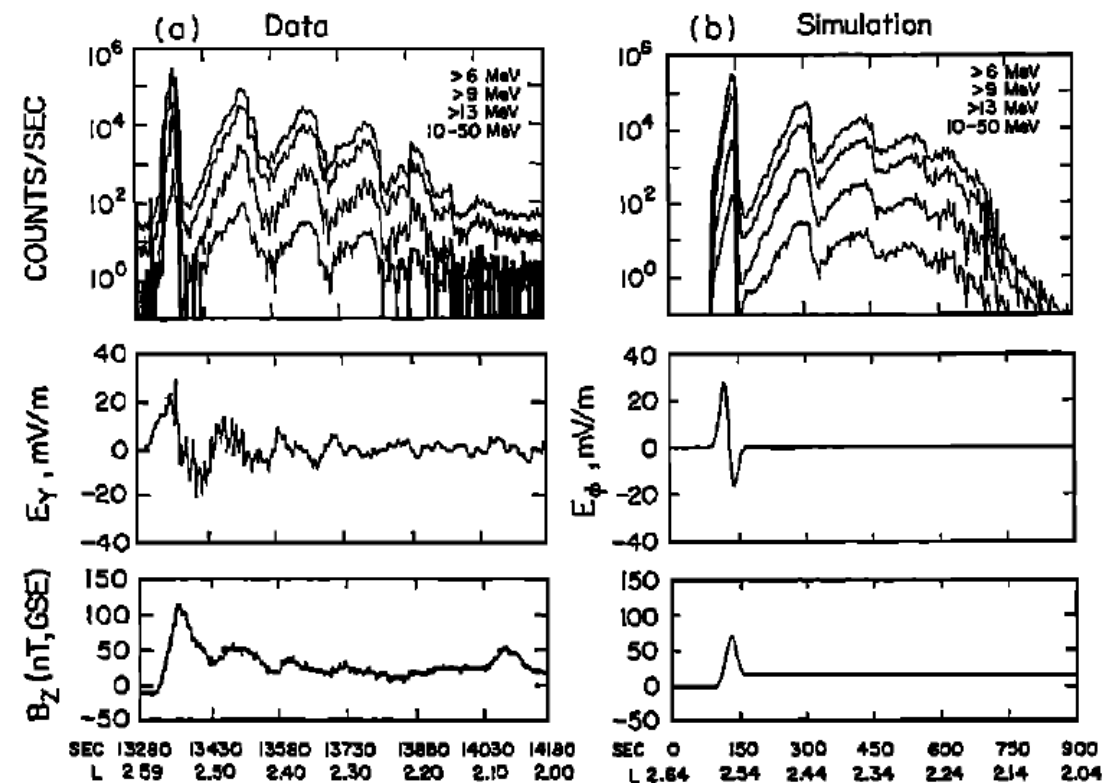 (a) Data
10⁶
10⁴
10²
10⁰
COUNTS/SEC
>6 MeV
>9 MeV
>13 MeV
10-50 MeV
40
20
0
-20
-40
E_Y, mV/m
150
100
50
0
-50
B_Z (nT, GSE)
SEC 13280 13430 13580 13730 13880 14030 14180
L 2.59 2.50 2.40 2.30 2.20 2.10 2.00
(b) Simulation
10⁶
10⁴
10²
10⁰
>6 MeV
>9 MeV
>13 MeV
10-50 MeV
40
20
0
-20
-40
E_ϕ, mV/m
150
100
50
0
-50
SEC 0 150 300 450 600 750 900
L 2.64 2.54 2.44 2.34 2.24 2.14 2.04